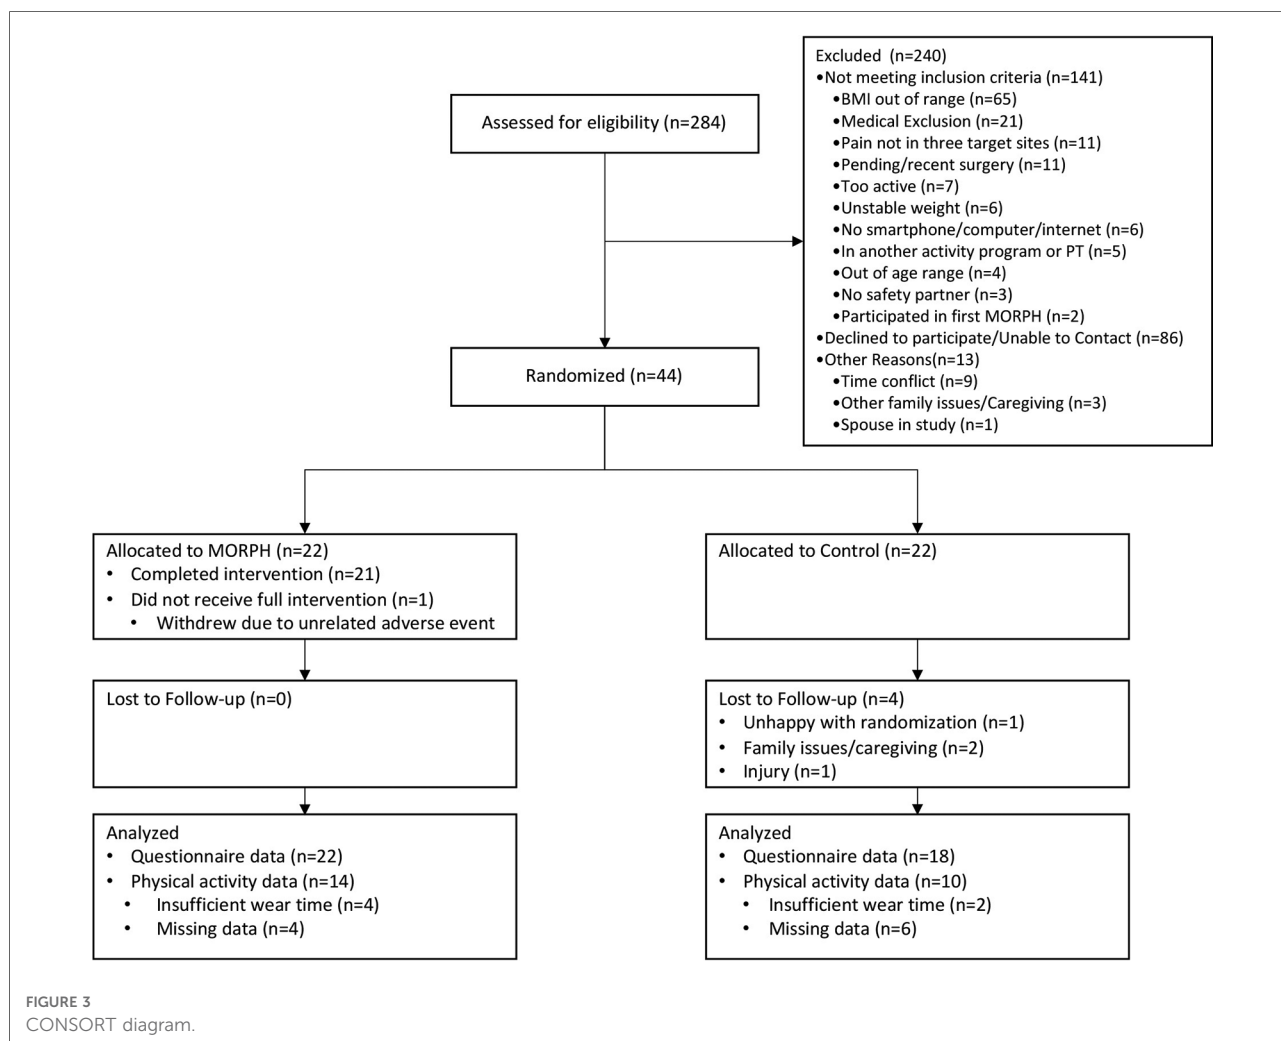 Assessed for eligibility (n=284)
Excluded  (n=240)
•Not meeting inclusion criteria (n=141)
•BMI out of range (n=65)
•Medical Exclusion (n=21)
•Pain not in three target sites (n=11)
•Pending/recent surgery (n=11)
•Too active (n=7)
•Unstable weight (n=6)
•No smartphone/computer/internet (n=6)
•In another activity program or PT (n=5)
•Out of age range (n=4)
•No safety partner (n=3)
•Participated in first MORPH (n=2)
•Declined to participate/Unable to Contact (n=86)
•Other Reasons(n=13)
•Time conflict (n=9)
•Other family issues/Caregiving (n=3)
•Spouse in study (n=1)
Randomized (n=44)
Allocated to MORPH (n=22)
• Completed intervention (n=21)
• Did not receive full intervention (n=1)
• Withdrew due to unrelated adverse event
Allocated to Control (n=22)
Lost to Follow-up (n=0)
Lost to Follow-up (n=4)
• Unhappy with randomization (n=1)
• Family issues/caregiving (n=2)
• Injury (n=1)
Analyzed
• Questionnaire data (n=22)
• Physical activity data (n=14)
• Insufficient wear time (n=4)
• Missing data (n=4)
Analyzed
• Questionnaire data (n=18)
• Physical activity data (n=10)
• Insufficient wear time (n=2)
• Missing data (n=6)
FIGURE 3
CONSORT diagram.